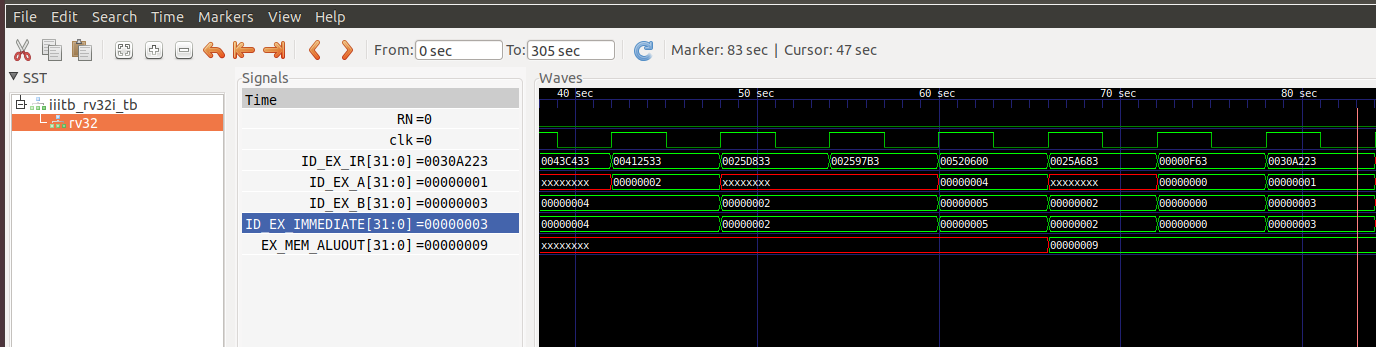 File Edit Search Time Markers View Help
From: 0 sec To: 305 sec Marker: 83 sec | Cursor: 47 sec
SST Signals Waves
iiitb_rv32i_tb Time 40 sec 50 sec 60 sec 70 sec 80 sec
rv32 RN=0
clk=0
ID_EX_IR[31:0]=0030A223 0043C433 00412533 0025D833 002597B3 00520600 0025A683 00000F63 0030A223
ID_EX_A[31:0]=00000001 xxxxxxxx 00000002 xxxxxxxx 00000004 xxxxxxxx 00000000 00000001
ID_EX_B[31:0]=00000003 00000004 00000002 00000005 00000002 00000000 00000003
ID_EX_IMMEDIATE[31:0]=00000003 00000004 00000002 00000005 00000002 00000000 00000003
EX_MEM_ALUOUT[31:0]=00000009 xxxxxxxx 00000009